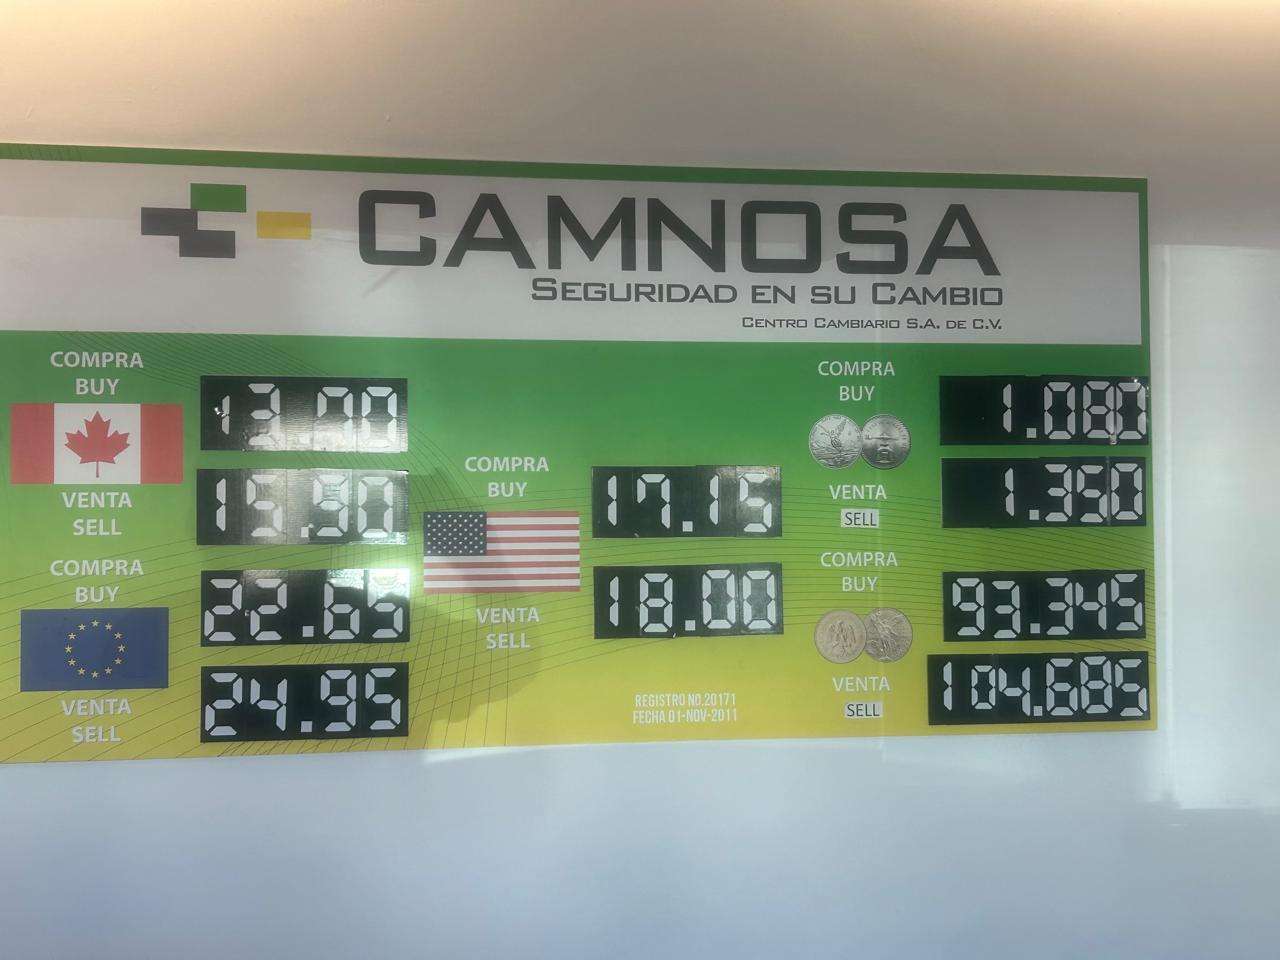 CAMNOSA
SEGURIDAD EN SU CAMBIO
CENTRO CAMBIARIO S.A. DE C.V.
COMPRA
BUY
13.00
15.90
VENTA
SELL
COMPRA
BUY
22.65
24.95
VENTA
SELL
COMPRA
BUY
17.15
18.00
VENTA
SELL
REGISTRO NO.20171
FECHA 01-NOV-2011
COMPRA
BUY
1.080
VENTA
SELL
1.350
COMPRA
BUY
93.345
VENTA
SELL
104.685